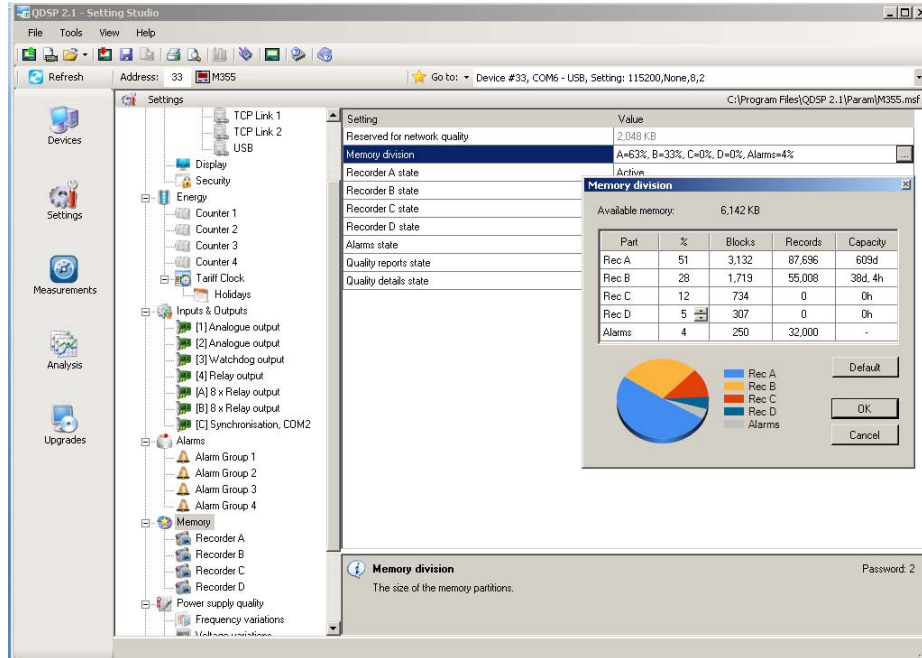 QDSP 2.1 - Setting Studio
File Tools View Help
Refresh Address: 33 M355 Go to: Device #33, COM6 - USB, Setting: 115200,None,8,2
Settings C:\Program Files\QDSP 2.1\Param\M355.msf
Devices
Settings
Measurements
Analysis
Upgrades
TCP Link 1
TCP Link 2
USB
Display
Security
Energy
Counter 1
Counter 2
Counter 3
Counter 4
Tariff Clock
Holidays
Inputs & Outputs
[1] Analogue output
[2] Analogue output
[3] Watchdog output
[4] Relay output
[A] 8 x Relay output
[B] 8 x Relay output
[C] Synchronisation, COM2
Alarms
Alarm Group 1
Alarm Group 2
Alarm Group 3
Alarm Group 4
Memory
Recorder A
Recorder B
Recorder C
Recorder D
Power supply quality
Frequency variations
Voltage variations
Setting Value
Reserved for network quality 2,048 KB
Memory division A=63%, B=33%, C=0%, D=0%, Alarms=4% ...
Recorder A state Active
Recorder B state
Recorder C state
Recorder D state
Alarms state
Quality reports state
Quality details state
Memory division
Available memory: 6,142 KB
Part % Blocks Records Capacity
Rec A 51 3,132 87,696 609d
Rec B 28 1,719 55,008 38d, 4h
Rec C 12 734 0 0h
Rec D 5 307 0 0h
Alarms 4 250 32,000 -
Rec A
Rec B
Rec C
Rec D
Alarms
Default
OK
Cancel
Memory division Password: 2
The size of the memory partitions.